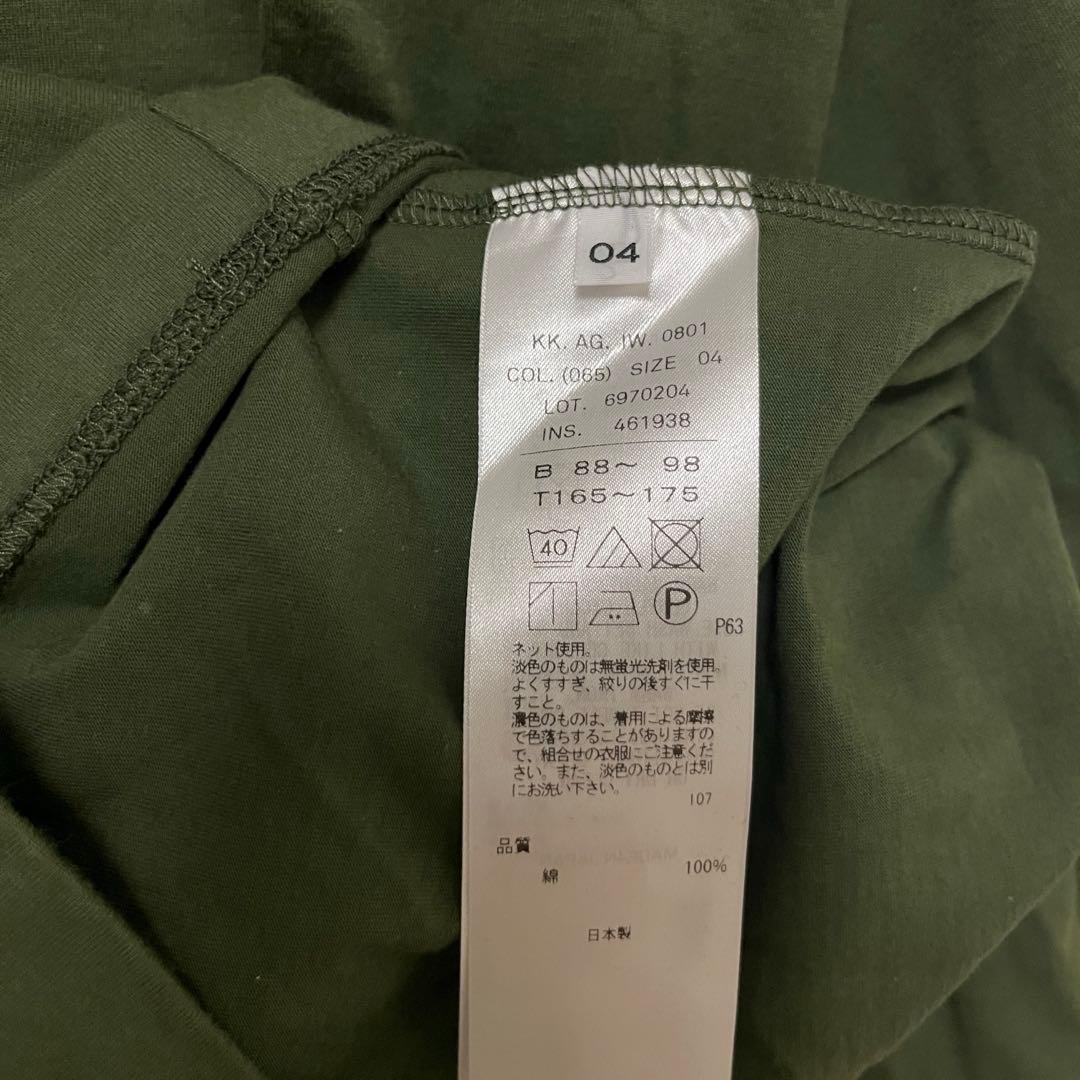 04
KK. AG. IW. 0801
COL. (065) SIZE 04
LOT. 6970204
INS. 461938
B 88～ 98
T165～175
40
P
P63
ネット使用。
淡色のものは無蛍光洗剤を使用。
よくすすぎ、絞りの後すぐに干
すこと。
濃色のものは、着用による摩擦
で色落ちすることがありますの
で、組合せの衣服にご注意くだ
さい。また、淡色のものとは別
にお洗い下さい。
107
品質
綿 100%
日本製